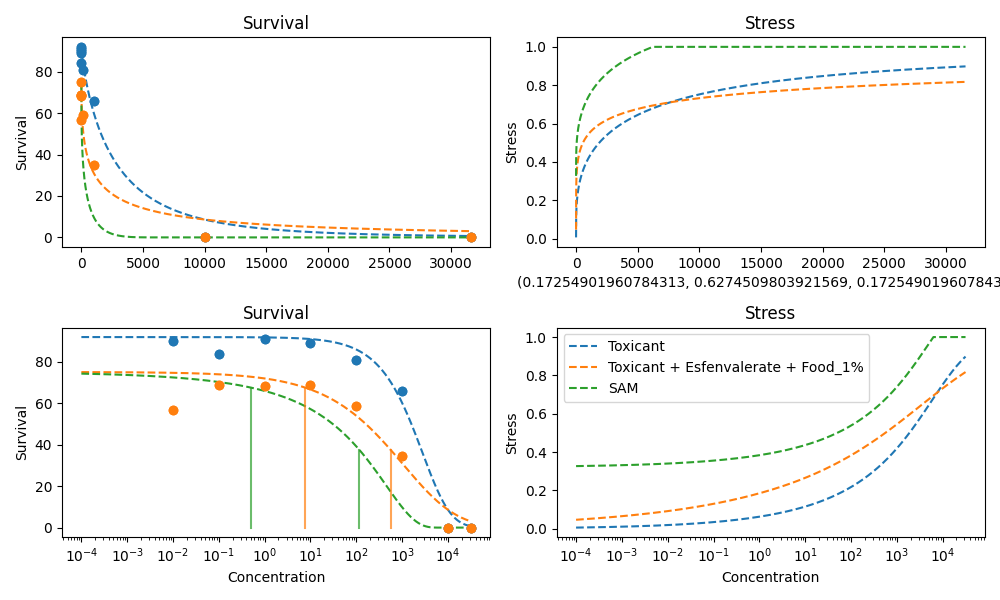 Survival
Survival
80
60
40
20
0
0 5000 10000 15000 20000 25000 30000
Stress
Stress
1.0
0.8
0.6
0.4
0.2
0.0
0 5000 10000 15000 20000 25000 30000
(0.17254901960784313, 0.6274509803921569, 0.172549019607843
Survival
Survival
80
60
40
20
0
10⁻⁴ 10⁻³ 10⁻² 10⁻¹ 10⁰ 10¹ 10² 10³ 10⁴
Concentration
Stress
Stress
1.0
0.8
0.6
0.4
0.2
0.0
Toxicant
Toxicant + Esfenvalerate + Food_1%
SAM
10⁻⁴ 10⁻³ 10⁻² 10⁻¹ 10⁰ 10¹ 10² 10³ 10⁴
Concentration